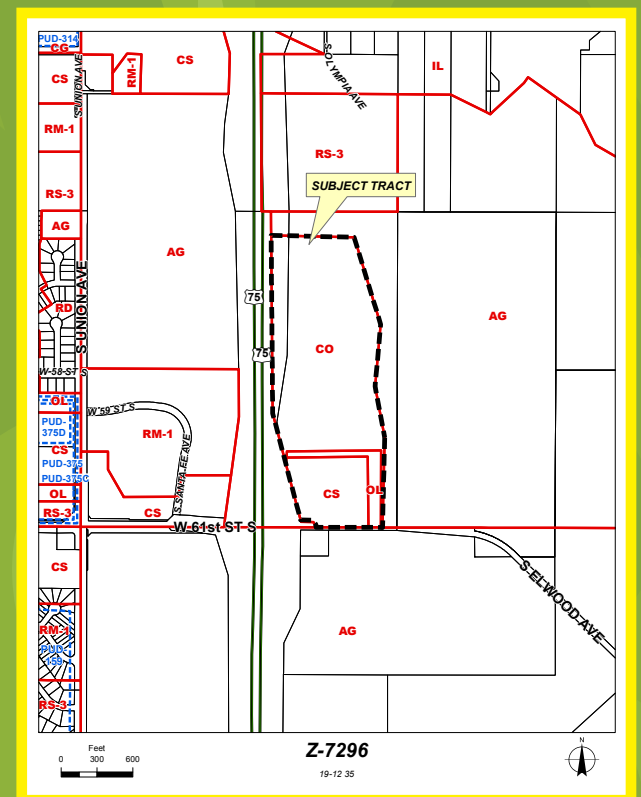 PUD-314
CG
CS
S UNION AVE
RM-1
CS
S OLYMPIA AVE
IL
RM-1
RS-3
RS-3
SUBJECT TRACT
AG
AG
S UNION AVE
RD
75
75
CO
AG
W 58 ST S
OL
PUD-
375D
W 59 ST S
RM-1
S SANTA FE AVE
CS
PUD-375
PUD-375C
OL
RS-3
CS
CS
OL
W 61st ST S
CS
S ELWOOD AVE
AG
RM-1
PUD-
159
RS-3
Feet
0 300 600
Z-7296
19-12 35
N